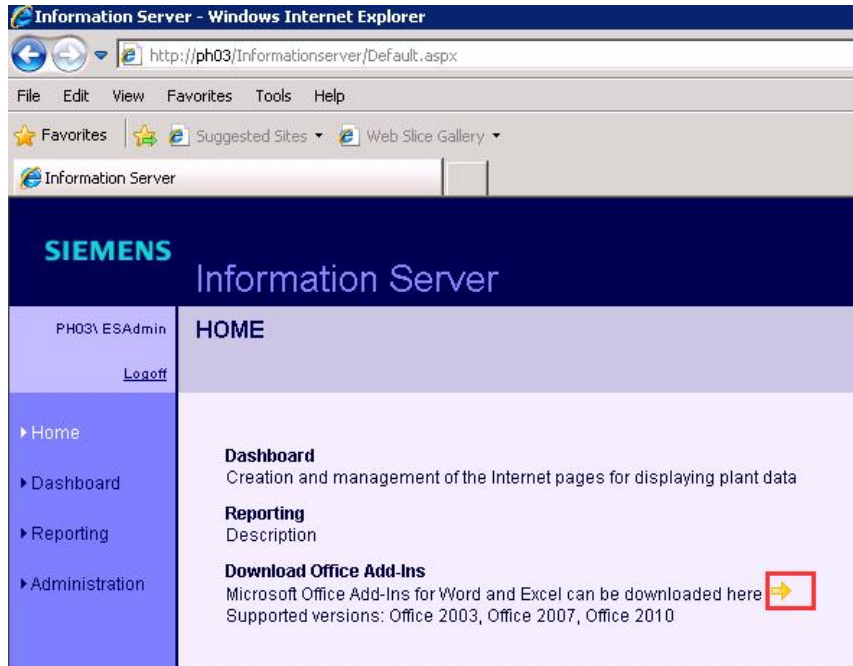 Information Server - Windows Internet Explorer
http://ph03/Informationserver/Default.aspx
File Edit View Favorites Tools Help
Favorites Suggested Sites Web Slice Gallery
Information Server
SIEMENS
Information Server
PH03\ ESAdmin
Logoff
HOME
Home
Dashboard
Reporting
Administration
Dashboard
Creation and management of the Internet pages for displaying plant data
Reporting
Description
Download Office Add-Ins
Microsoft Office Add-Ins for Word and Excel can be downloaded here
Supported versions: Office 2003, Office 2007, Office 2010